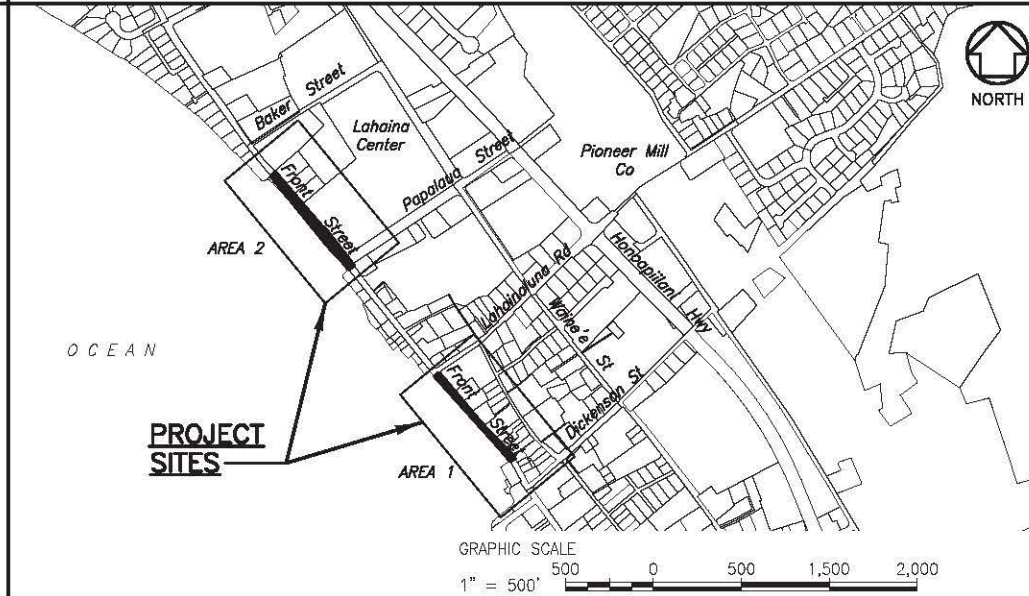 Baker Street
Lahaina
Center
Papalaua Street
Pioneer Mill
Co
NORTH
Front
Street
AREA 2
Lahainaluna Rd
Honoapiilani Hwy
Waine'e St
OCEAN
Front
Street
Dickenson St
PROJECT
SITES
AREA 1
GRAPHIC SCALE
1" = 500'
500 0 500 1,500 2,000